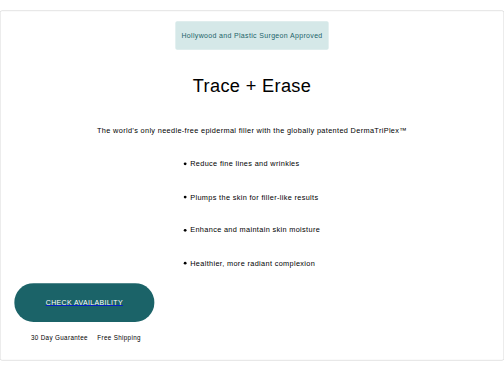 Hollywood and Plastic Surgeon Approved
Trace + Erase
The world's only needle-free epidermal filler with the globally patented DermaTriPlex™
• Reduce fine lines and wrinkles
• Plumps the skin for filler-like results
• Enhance and maintain skin moisture
• Healthier, more radiant complexion
CHECK AVAILABILITY
30 Day Guarantee Free Shipping